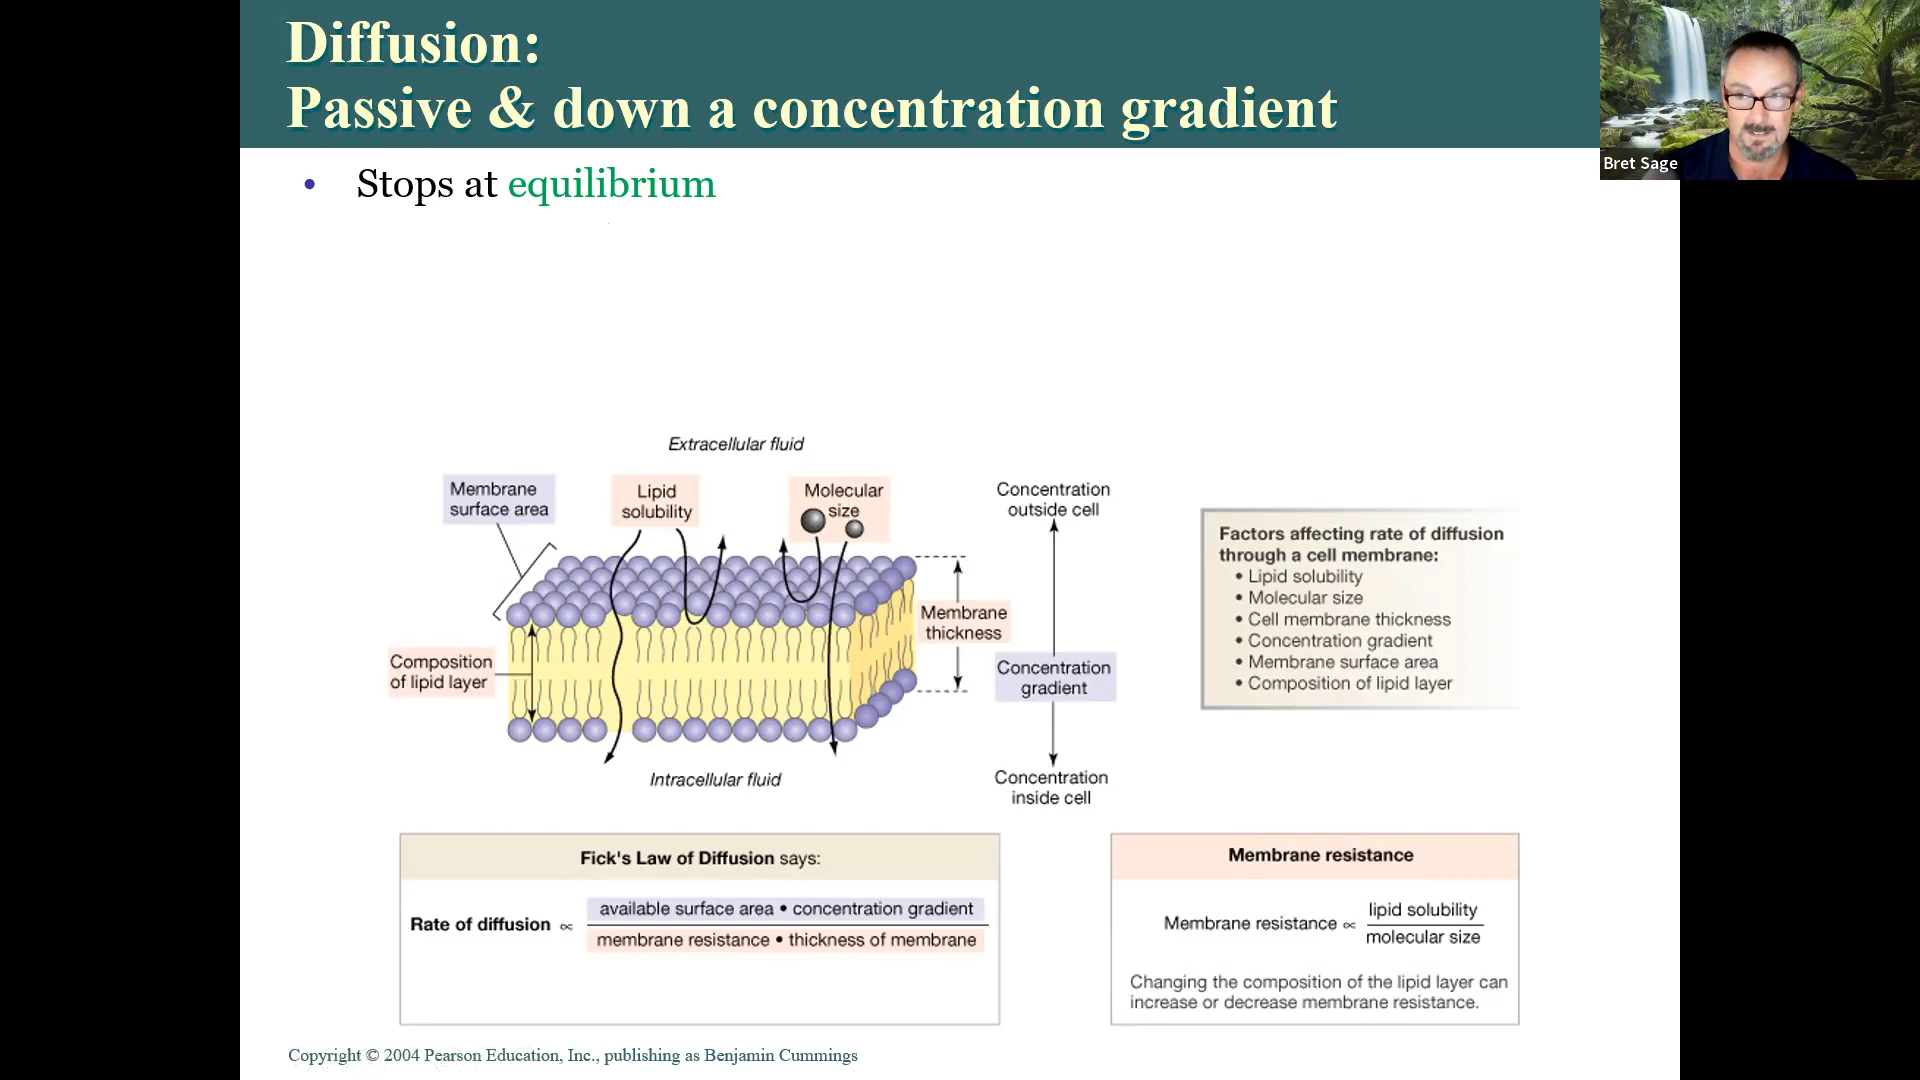 Diffusion:
Passive & down a concentration gradient
Bret Sage
• Stops at equilibrium
Extracellular fluid
Membrane
surface area
Lipid
solubility
Molecular
size
Concentration
outside cell
Factors affecting rate of diffusion
through a cell membrane:
• Lipid solubility
• Molecular size
• Cell membrane thickness
• Concentration gradient
• Membrane surface area
• Composition of lipid layer
Membrane
thickness
Composition
of lipid layer
Concentration
gradient
Intracellular fluid
Concentration
inside cell
Fick's Law of Diffusion says:
Rate of diffusion ∝
available surface area • concentration gradient
membrane resistance • thickness of membrane
Membrane resistance
Membrane resistance ∝
lipid solubility
molecular size
Changing the composition of the lipid layer can
increase or decrease membrane resistance.
Copyright © 2004 Pearson Education, Inc., publishing as Benjamin Cummings